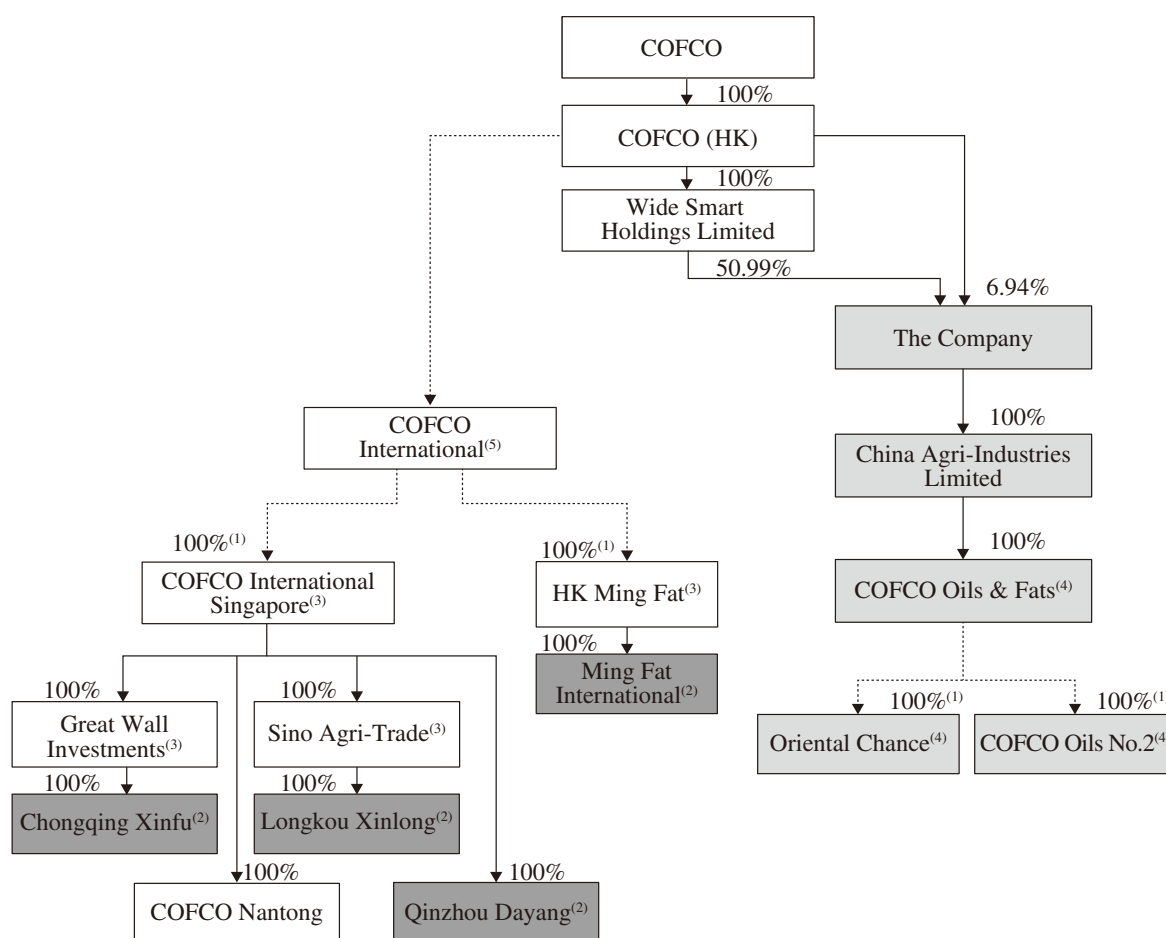 COFCO
100%
COFCO (HK)
100%
Wide Smart
Holdings Limited
50.99%
6.94%
The Company
100%
COFCO
International(5)
China Agri-Industries
Limited
100%(1)
100%(1)
100%
COFCO International
Singapore(3)
HK Ming Fat(3)
COFCO Oils & Fats(4)
100%
Ming Fat
International(2)
100%
100%
100%(1)
100%(1
Great Wall
Investments(3)
Sino Agri-Trade(3)
Oriental Chance(4)
COFCO Oils No.2(4
100%
100%
Chongqing Xinfu(2)
Longkou Xinlong(2)
100%
100%
COFCO Nantong
Qinzhou Dayang(2)